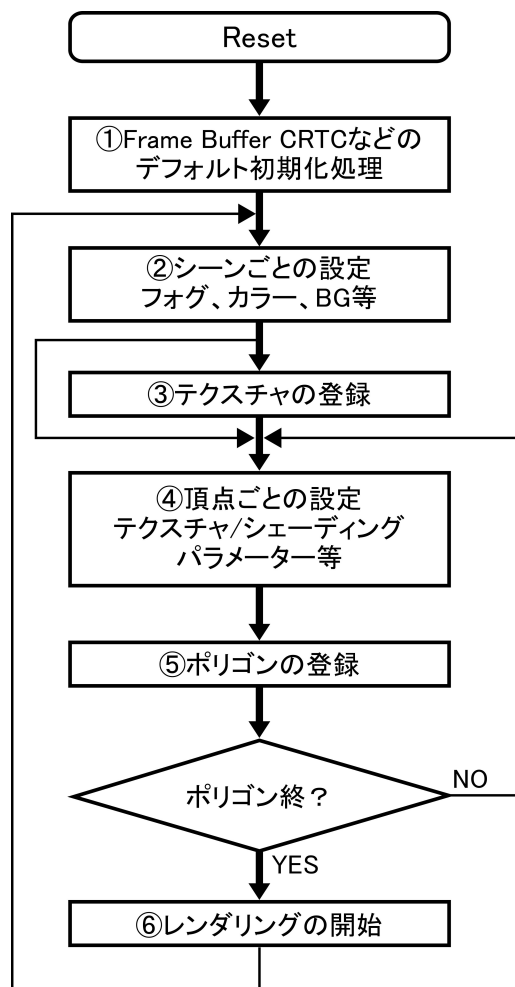 Reset
①Frame Buffer CRTCなどの
デフォルト初期化処理
②シーンごとの設定
フォグ、カラー、BG等
③テクスチャの登録
④頂点ごとの設定
テクスチャ/シェーディング
パラメーター等
⑤ポリゴンの登録
ポリゴン終？
NO
YES
⑥レンダリングの開始